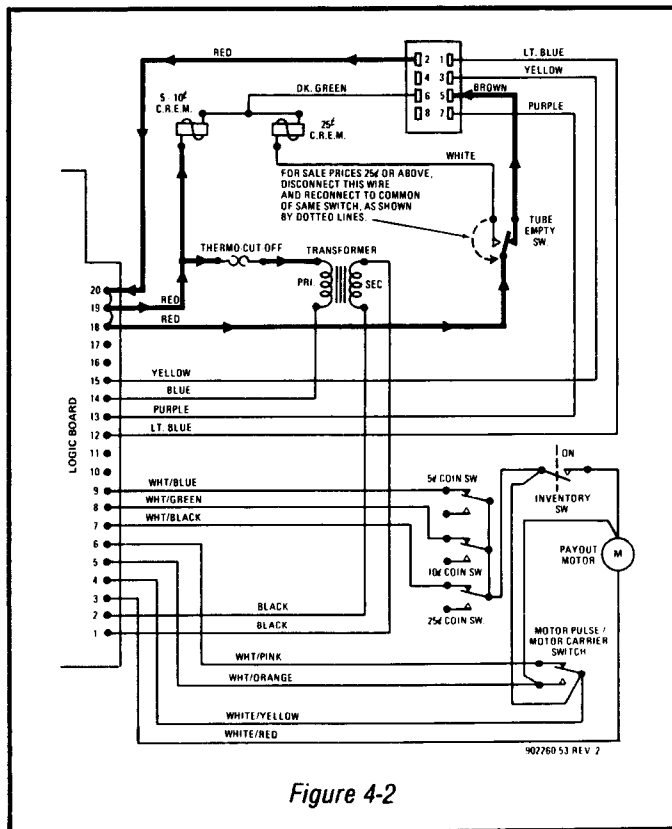 RED
2 1
LT. BLUE
4 3
YELLOW
DK. GREEN
6 5
BROWN
8 7
PURPLE
5 - 10¢
C.R.E.M.
25¢
C.R.E.M.
WHITE
FOR SALE PRICES 25¢ OR ABOVE,
DISCONNECT THIS WIRE
AND RECONNECT TO COMMON
OF SAME SWITCH, AS SHOWN
BY DOTTED LINES.
TUBE
EMPTY
SW.
THERMO-CUT OFF
TRANSFORMER
PRI
SEC
LOGIC BOARD
20
19
RED
18
RED
17
16
15
YELLOW
14
BLUE
13
PURPLE
12
LT. BLUE
11
10
9
WHT/BLUE
8
WHT/GREEN
7
WHT/BLACK
6
5
4
3
2
BLACK
1
BLACK
5¢ COIN SW.
10¢ COIN SW.
25¢ COIN SW.
ON
INVENTORY
SW.
PAYOUT
MOTOR
M
MOTOR PULSE /
MOTOR CARRIER
SWITCH
WHT/PINK
WHT/ORANGE
WHITE/YELLOW
WHITE/RED
902260 53 REV. 2
Figure 4-2